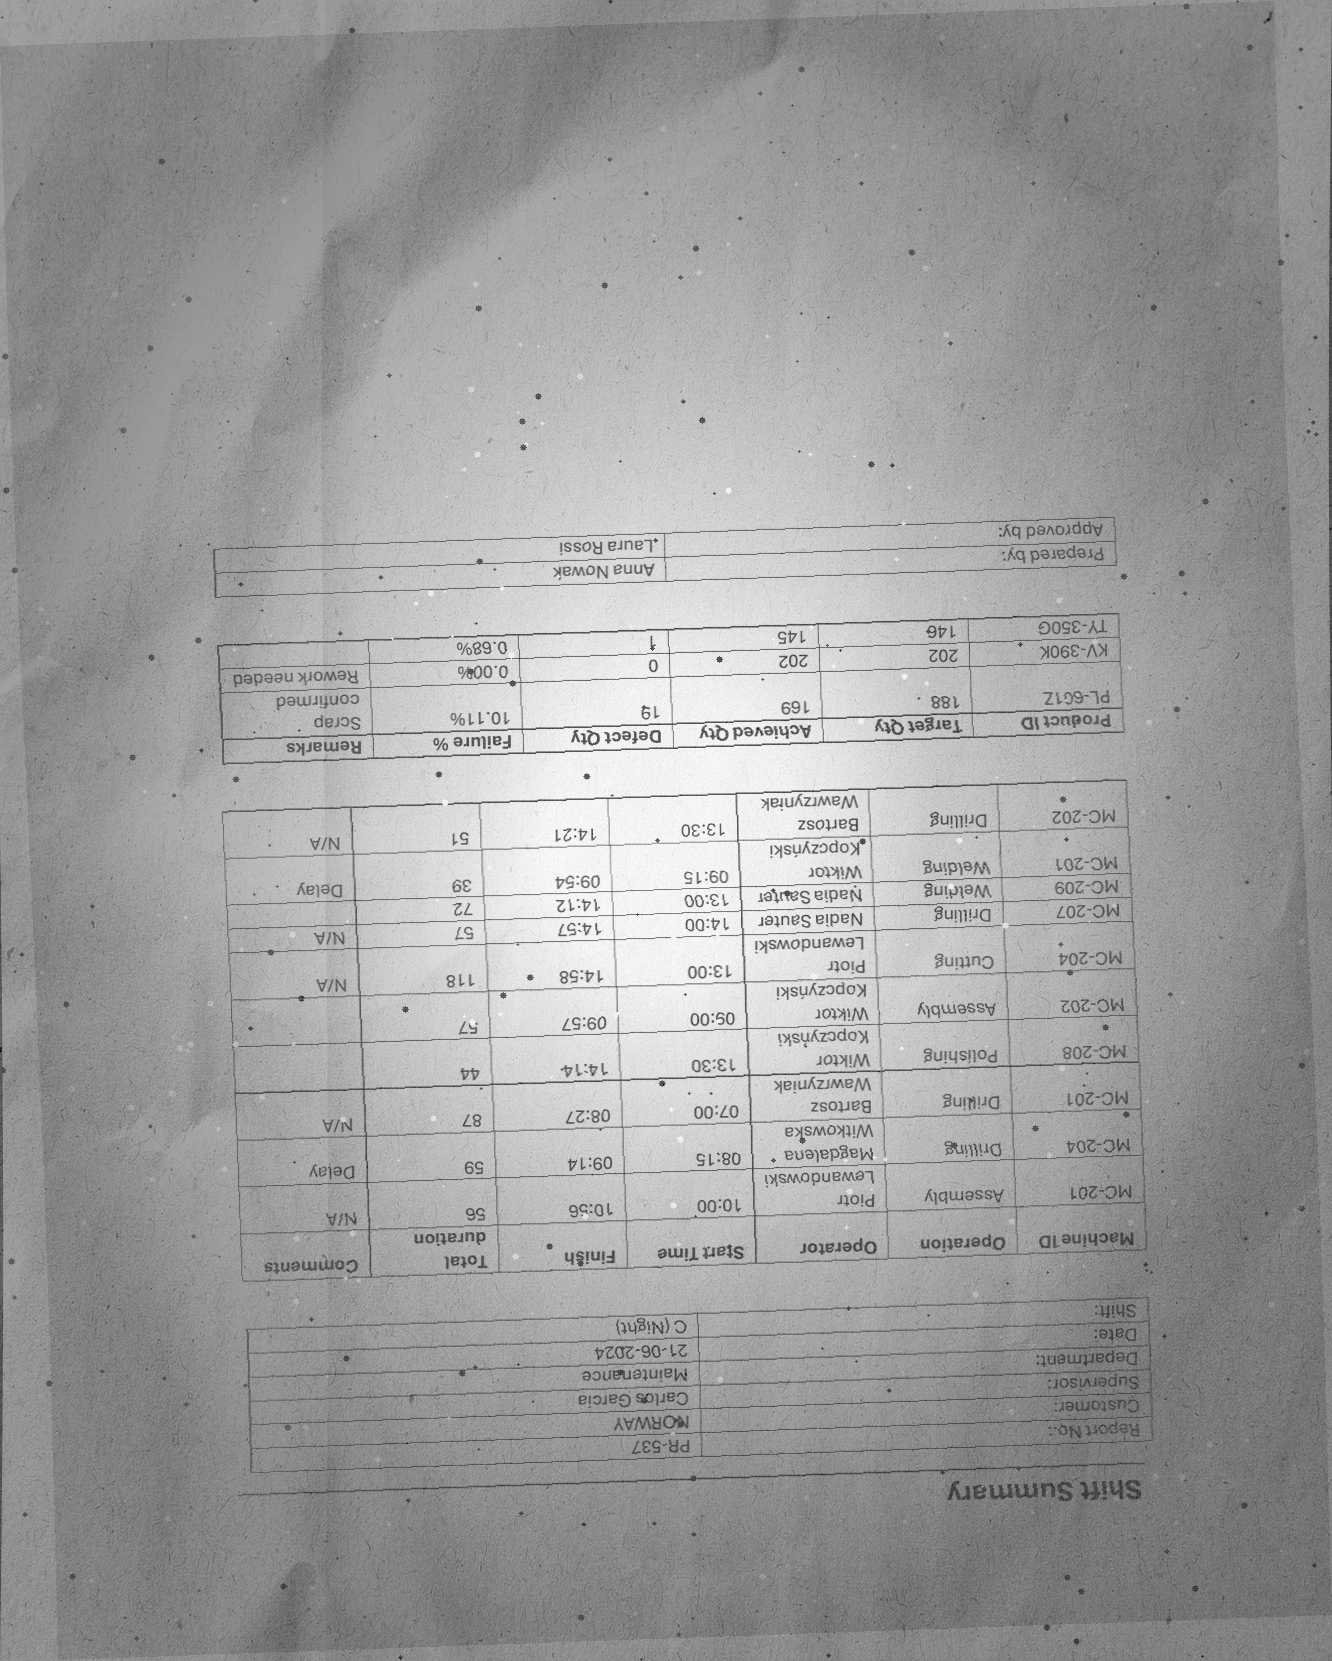 Shift Summary
Report No.: PR-537
Customer: NORWAY
Supervisor: Carlos Garcia
Department: Maintenance
Date: 21-06-2024
Shift: C (Night)
Machine ID Operation Operator Start Time Finish Total Comments
duration
MC-201 Assembly Piotr 10:00 10:56 56 N/A
Lewandowski
MC-204 Drilling Magdalena 08:15 09:14 59 Delay
Witkowska
MC-201 Drilling Bartosz 07:00 08:27 87 N/A
Wawrzyniak
MC-208 Polishing Wiktor 13:30 14:14 44
Kopczyński
MC-202 Assembly Wiktor 09:00 09:57 57
Kopczyński
MC-204 Cutting Piotr 13:00 14:58 118 N/A
Lewandowski
MC-207 Drilling Nadia Sauter 14:00 14:57 57 N/A
MC-209 Welding Nadia Sauter 13:00 14:12 72
MC-201 Welding Wiktor 09:15 09:54 39 Delay
Kopczyński
MC-202 Drilling Bartosz 13:30 14:21 51 N/A
Wawrzyniak
Product ID Target Qty Achieved Qty Defect Qty Failure % Remarks
PL-6G1Z 188 169 19 10.11% Scrap
confirmed
KV-390K 202 202 0 0.00% Rework needed
TY-350G 146 145 1 0.68%
Prepared by: Anna Nowak
Approved by: Laura Rossi